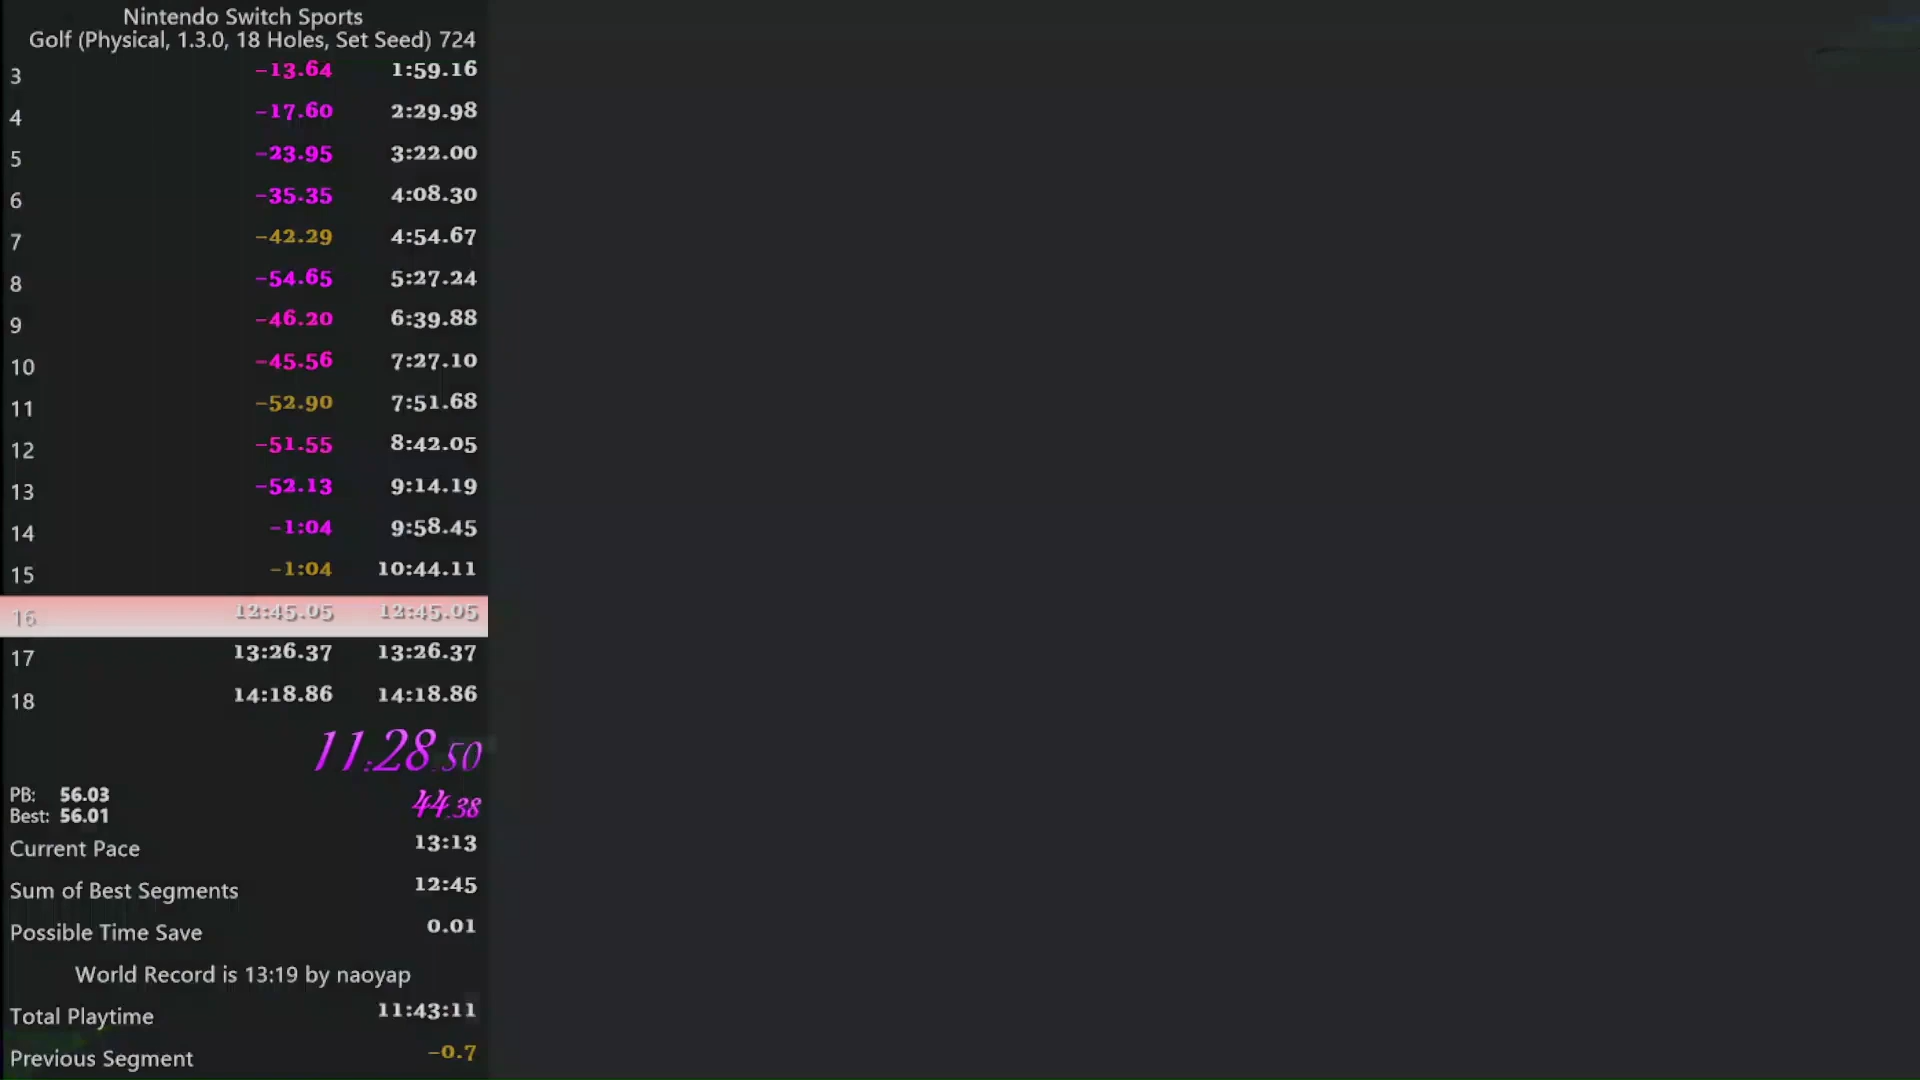 Nintendo Switch Sports
Golf (Physical, 1.3.0, 18 Holes, Set Seed) 724
3 -13.64 1:59.16
4 -17.60 2:29.98
5 -23.95 3:22.00
6 -35.35 4:08.30
7 -42.29 4:54.67
8 -54.65 5:27.24
9 -46.20 6:39.88
10 -45.56 7:27.10
11 -52.90 7:51.68
12 -51.55 8:42.05
13 -52.13 9:14.19
14 -1:04 9:58.45
15 -1:04 10:44.11
16 12:45.05 12:45.05
17 13:26.37 13:26.37
18 14:18.86 14:18.86
11:28.50
PB: 56.03 44.38
Best: 56.01
Current Pace 13:13
Sum of Best Segments 12:45
Possible Time Save 0.01
World Record is 13:19 by naoyap
Total Playtime 11:43:11
Previous Segment -0.7